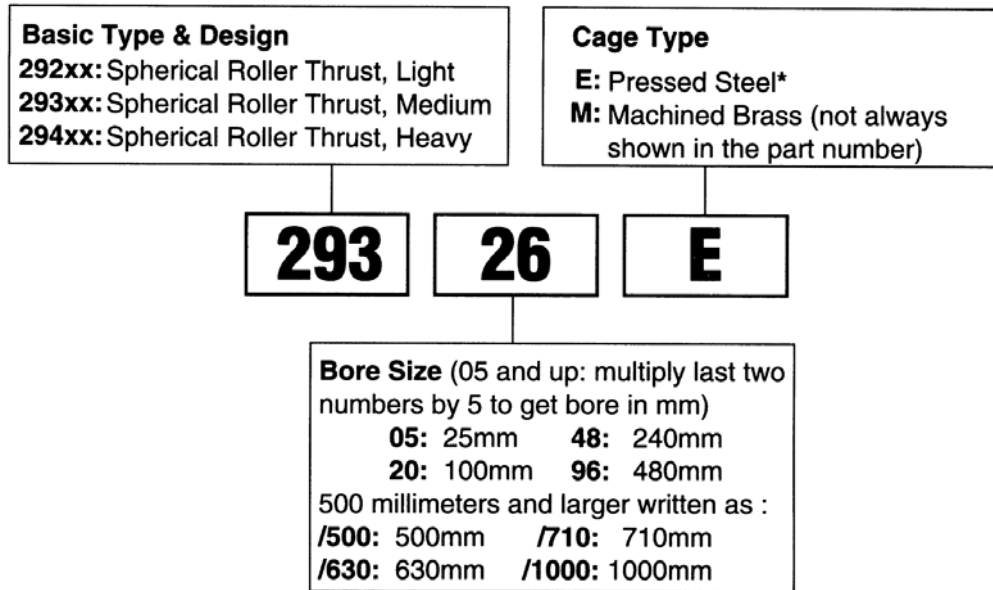 Basic Type & Design
292xx: Spherical Roller Thrust, Light
293xx: Spherical Roller Thrust, Medium
294xx: Spherical Roller Thrust, Heavy
Cage Type
E: Pressed Steel*
M: Machined Brass (not always
shown in the part number)
293 26 E
Bore Size (05 and up: multiply last two
numbers by 5 to get bore in mm)
05: 25mm 48: 240mm
20: 100mm 96: 480mm
500 millimeters and larger written as :
/500: 500mm /710: 710mm
/630: 630mm /1000: 1000mm